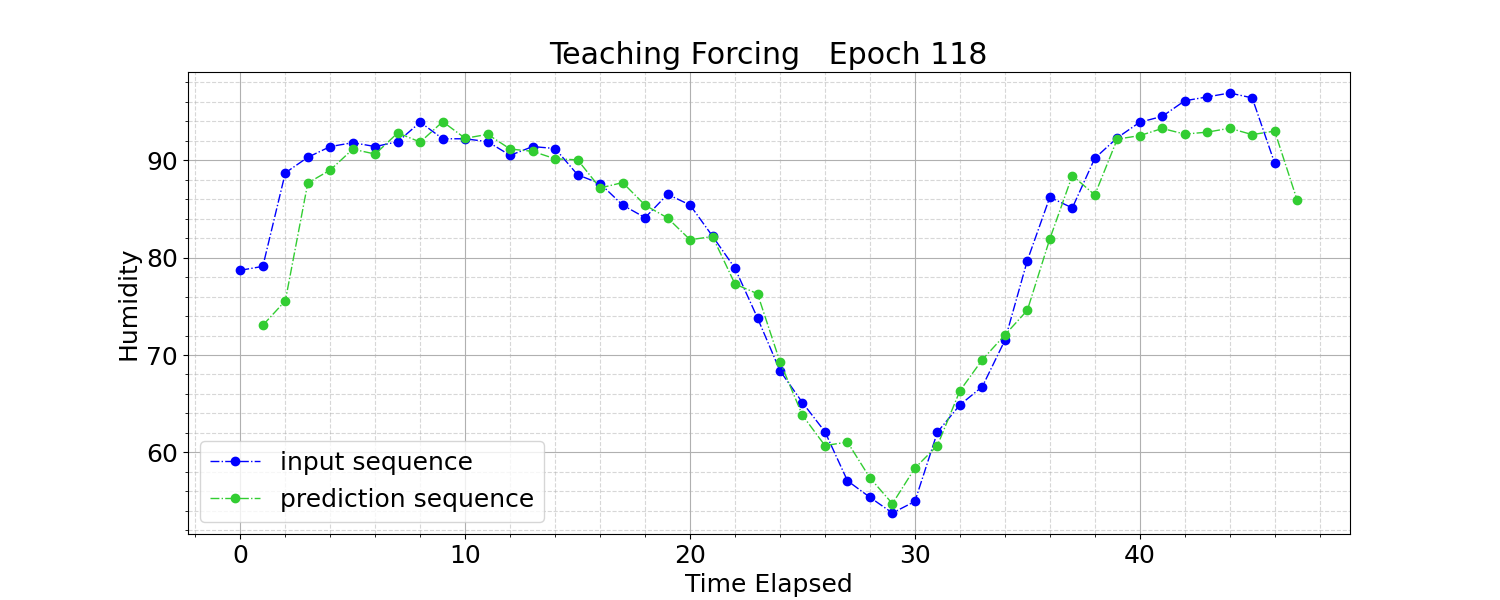 Teaching Forcing   Epoch 118
Humidity
90
80
70
60
input sequence
prediction sequence
0 10 20 30 40
Time Elapsed